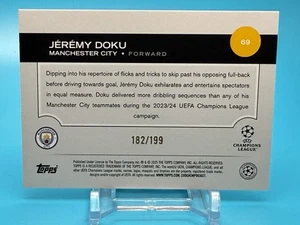 JÉRÉMY DOKU
MANCHESTER CITY • FORWARD
69
Dipping into his repertoire of flicks and tricks to skip past his opposing full-back
before driving towards goal, Jérémy Doku exhilarates and entertains spectators
in equal measure. Doku delivered more dribbling sequences than any of his
Manchester City teammates during the 2023/24 UEFA Champions League
campaign.
182/199
CHAMPIONS
LEAGUE
TOPPS